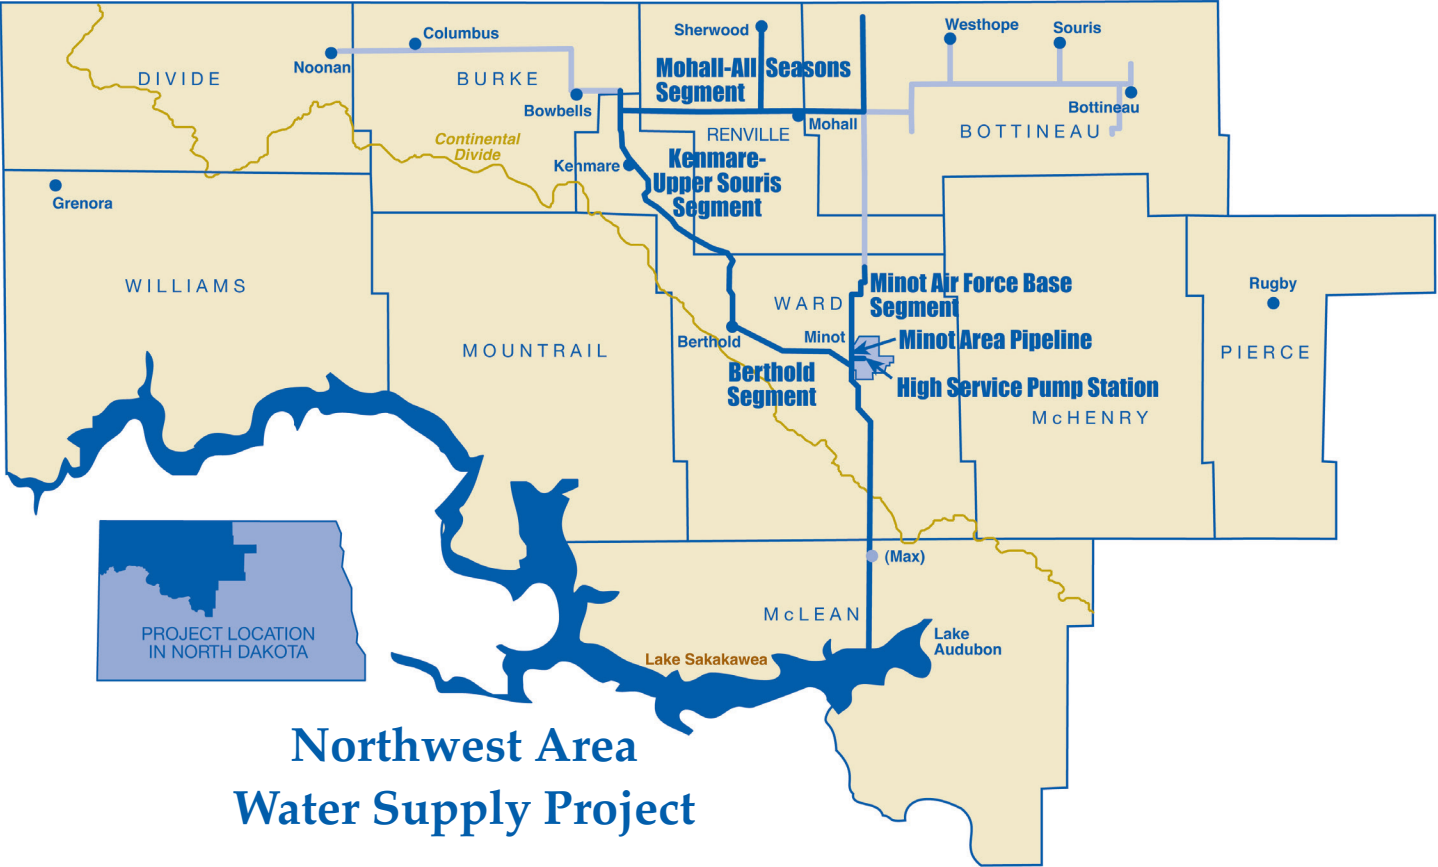 Westhope
Souris
Sherwood
Columbus
Noonan
DIVIDE
BURKE
Mohall-All Seasons
Segment
Bowbells
Bottineau
Mohall
RENVILLE
BOTTINEAU
Continental
Divide
Kenmare
Kenmare-
Upper Souris
Segment
Grenora
WILLIAMS
Minot Air Force Base
Segment
Rugby
WARD
Minot
Minot Area Pipeline
Berthold
MOUNTRAIL
PIERCE
Berthold
Segment
High Service Pump Station
McHENRY
(Max)
McLEAN
PROJECT LOCATION
IN NORTH DAKOTA
Lake
Audubon
Lake Sakakawea
Northwest Area
Water Supply Project